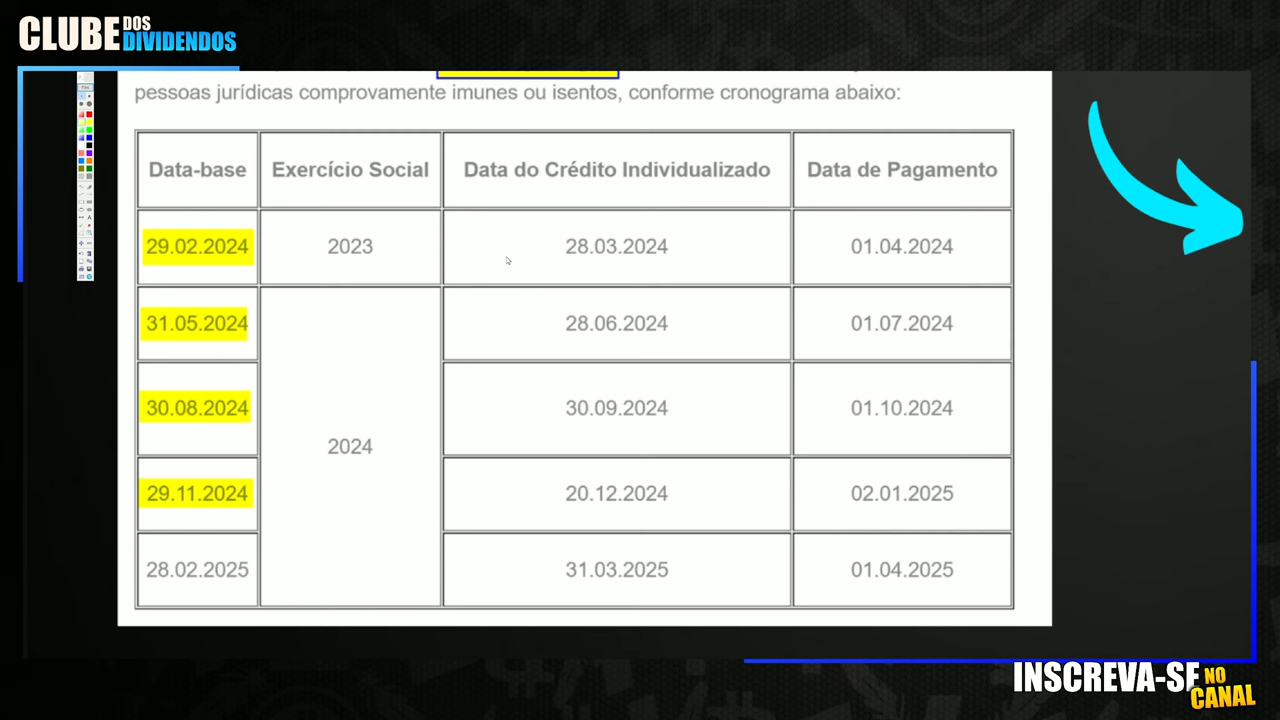 CLUBE DOS DIVIDENDOS
pessoas jurídicas comprovamente imunes ou isentos, conforme cronograma abaixo:
Data-base Exercício Social Data do Crédito Individualizado Data de Pagamento
29.02.2024 2023 28.03.2024 01.04.2024
31.05.2024 28.06.2024 01.07.2024
30.08.2024 30.09.2024 01.10.2024
2024
29.11.2024 20.12.2024 02.01.2025
28.02.2025 31.03.2025 01.04.2025
INSCREVA-SE NO CANAL